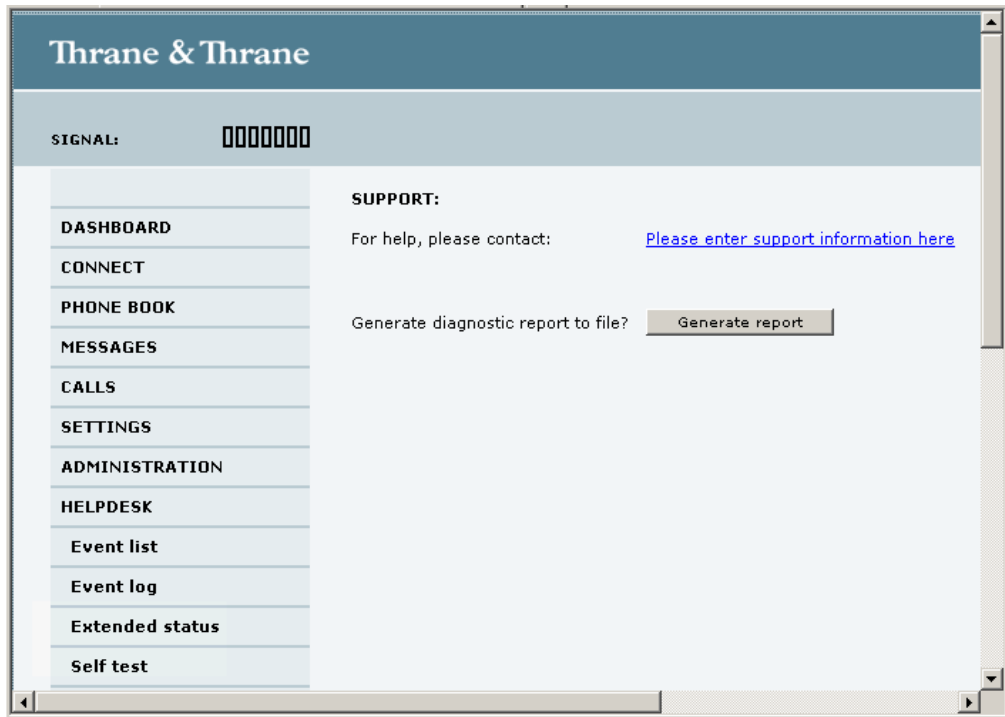 Thrane & Thrane
SIGNAL:
SUPPORT:
For help, please contact: Please enter support information here
Generate diagnostic report to file? Generate report
DASHBOARD
CONNECT
PHONE BOOK
MESSAGES
CALLS
SETTINGS
ADMINISTRATION
HELPDESK
Event list
Event log
Extended status
Self test